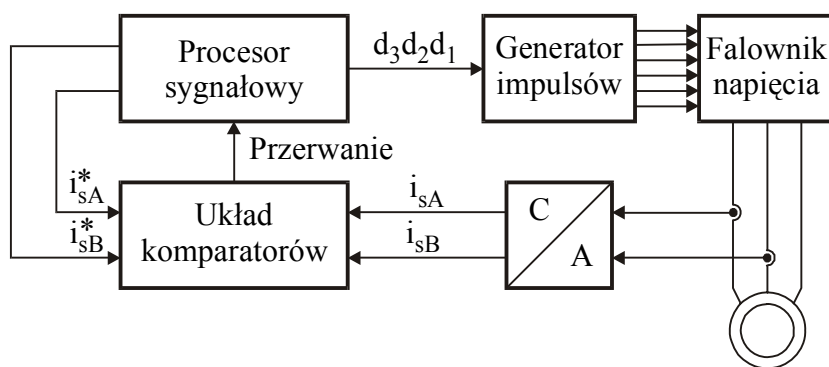 Procesor
sygnałowy
d₃d₂d₁
Generator
impulsów
Falownik
napięcia
Przerwanie
i*sA
i*sB
Układ
komparatorów
isA
isB
C
A